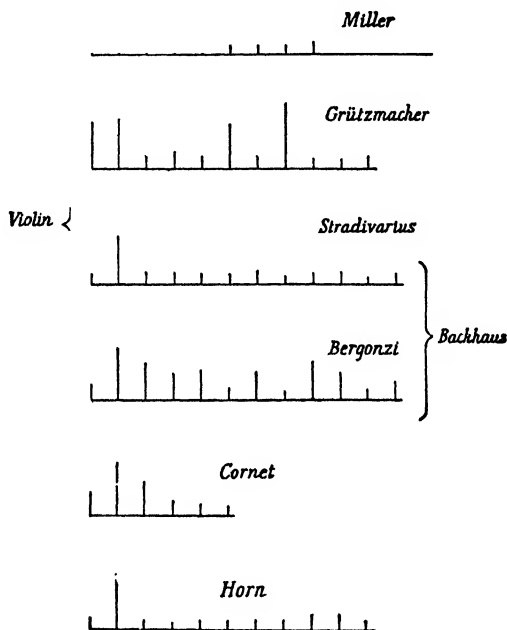 Miller
Grützmacher
Violin
Stradivarius
Backhaus
Bergonzi
Cornet
Horn